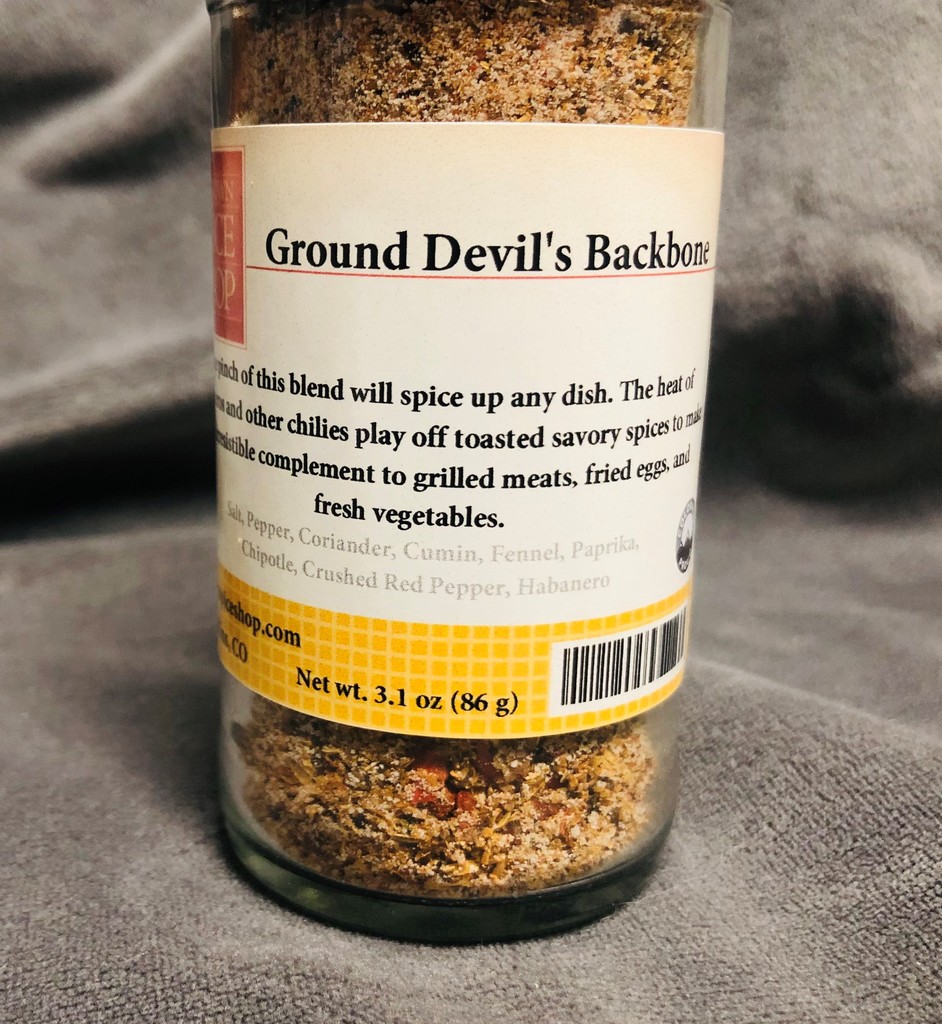 Ground Devil's Backbone
pinch of this blend will spice up any dish. The heat of
and other chilies play off toasted savory spices to make
complement to grilled meats, fried eggs, and
fresh vegetables.
Salt, Pepper, Coriander, Cumin, Fennel, Paprika,
Chipotle, Crushed Red Pepper, Habanero
iceshop.com
CO
Net wt. 3.1 oz (86 g)